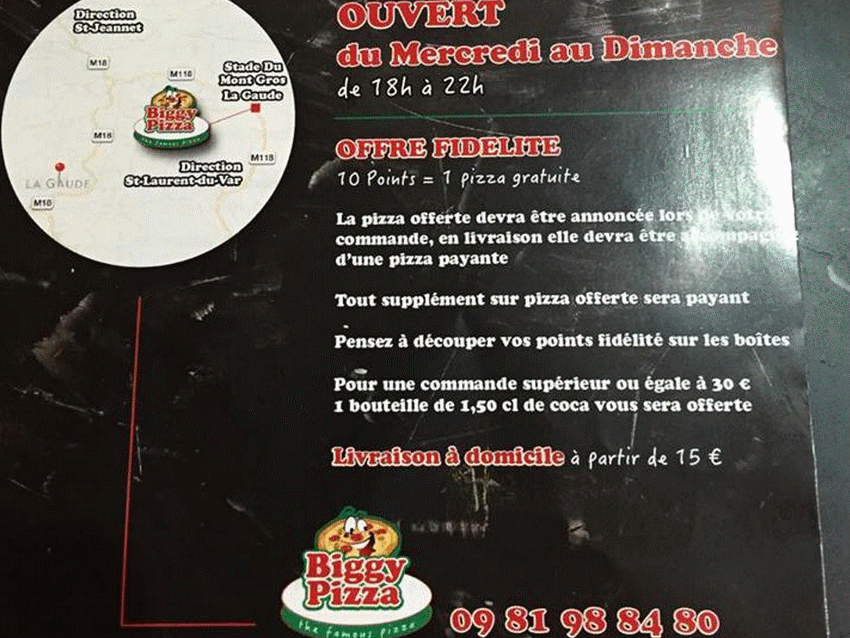 Direction
St-Jeannet
M18
M118
Stade Du
Mont Gros
La Gaude
Biggy
Pizza
the famous pizza
M18
Direction
St-Laurent-du-Var
M118
LA GAUDE
M18
OUVERT
du Mercredi au Dimanche
de 18h à 22h
OFFRE FIDELITE
10 Points = 1 pizza gratuite
La pizza offerte devra être annoncée lors de votre
commande, en livraison elle devra être accompagnée
d'une pizza payante
Tout supplément sur pizza offerte sera payant
Pensez à découper vos points fidélité sur les boîtes
Pour une commande supérieur ou égale à 30 €
1 bouteille de 1,50 cl de coca vous sera offerte
Livraison à domicile à partir de 15 €
Biggy
Pizza
the famous pizza
09 81 98 84 80